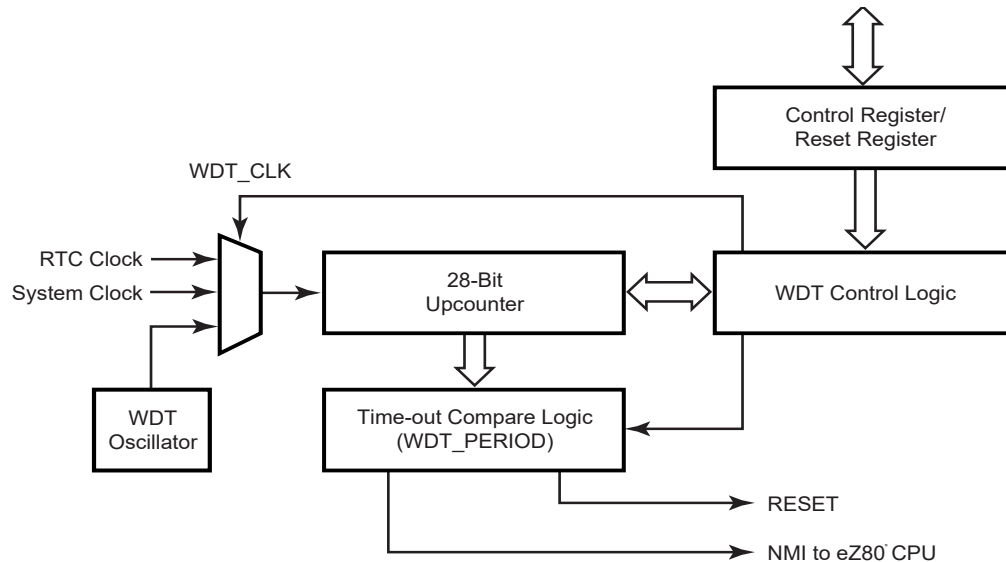 Control Register/
Reset Register
WDT_CLK
RTC Clock
System Clock
28-Bit
Upcounter
WDT Control Logic
WDT
Oscillator
Time-out Compare Logic
(WDT_PERIOD)
RESET
NMI to eZ80 CPU